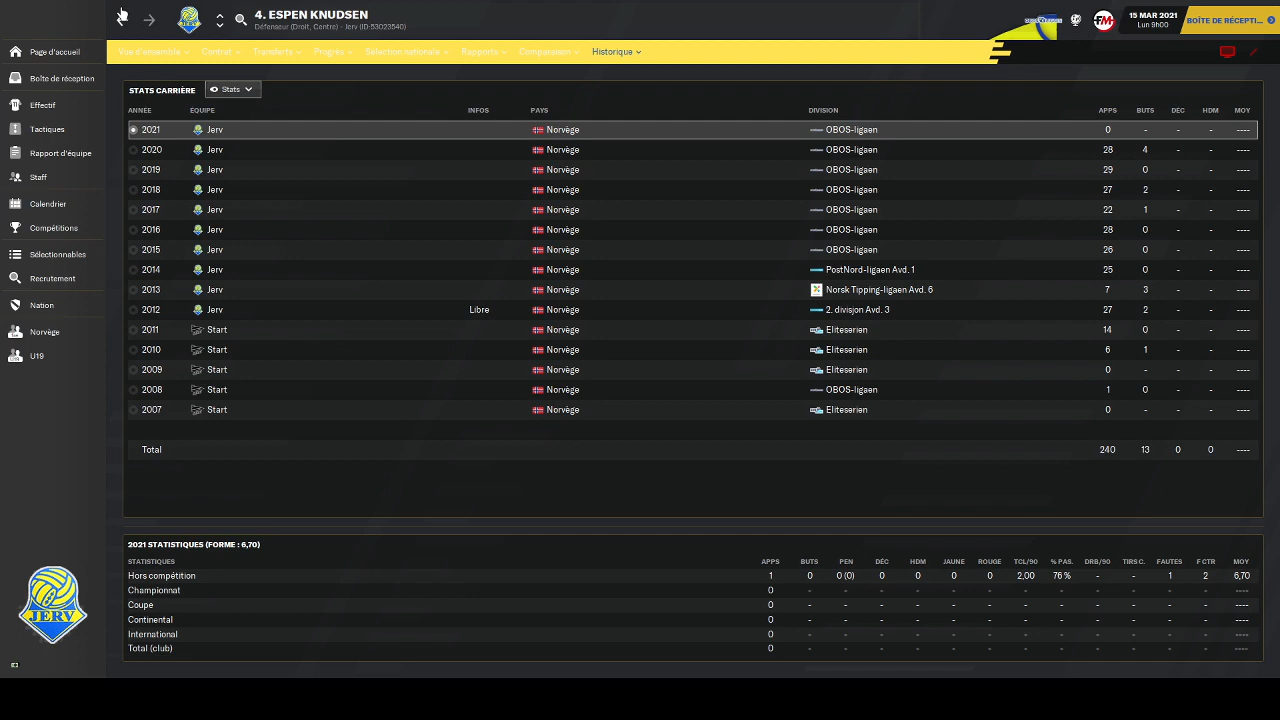 4. ESPEN KNUDSEN
Défenseur (Droit, Centre) - Jerv (ID:53023540)
15 MAR 2021
Lun 9h00
BOÎTE DE RÉCEPTI...
FM
Page d'accueil
Boîte de réception
Effectif
Tactiques
Rapport d'équipe
Staff
Calendrier
Compétitions
Sélectionnables
Recrutement
Nation
Norvège
U19
JERV
Vue d'ensemble Contrat Transferts Progrès Sélection nationale Rapports Comparaison Historique
STATS CARRIÈRE Stats
ANNÉE ÉQUIPE INFOS PAYS DIVISION APPS BUTS DÉC HDM MOY
2021 Jerv Norvège OBOS-ligaen 0 - - - ----
2020 Jerv Norvège OBOS-ligaen 28 4 - - ----
2019 Jerv Norvège OBOS-ligaen 29 0 - - ----
2018 Jerv Norvège OBOS-ligaen 27 2 - - ----
2017 Jerv Norvège OBOS-ligaen 22 1 - - ----
2016 Jerv Norvège OBOS-ligaen 28 0 - - ----
2015 Jerv Norvège OBOS-ligaen 26 0 - - ----
2014 Jerv Norvège PostNord-ligaen Avd. 1 25 0 - - ----
2013 Jerv Norvège Norsk Tipping-ligaen Avd. 6 7 3 - - ----
2012 Jerv Libre Norvège 2. divisjon Avd. 3 27 2 - - ----
2011 Start Norvège Eliteserien 14 0 - - ----
2010 Start Norvège Eliteserien 6 1 - - ----
2009 Start Norvège Eliteserien 0 - - - ----
2008 Start Norvège OBOS-ligaen 1 0 - - ----
2007 Start Norvège Eliteserien 0 - - - ----
Total 240 13 0 0 ----
2021 STATISTIQUES (FORME : 6,70)
STATISTIQUES APPS BUTS PEN DÉC HDM JAUNE ROUGE TCL/90 % PAS. DRB/90 TIRS C. FAUTES F CTR MOY
Hors compétition 1 0 0 (0) 0 0 0 0 2,00 76 % - - 1 2 6,70
Championnat 0 - - - - - - - - - - - - ----
Coupe 0 - - - - - - - - - - - - ----
Continental 0 - - - - - - - - - - - - ----
International 0 - - - - - - - - - - - - ----
Total (club) 0 - - - - - - - - - - - - ----